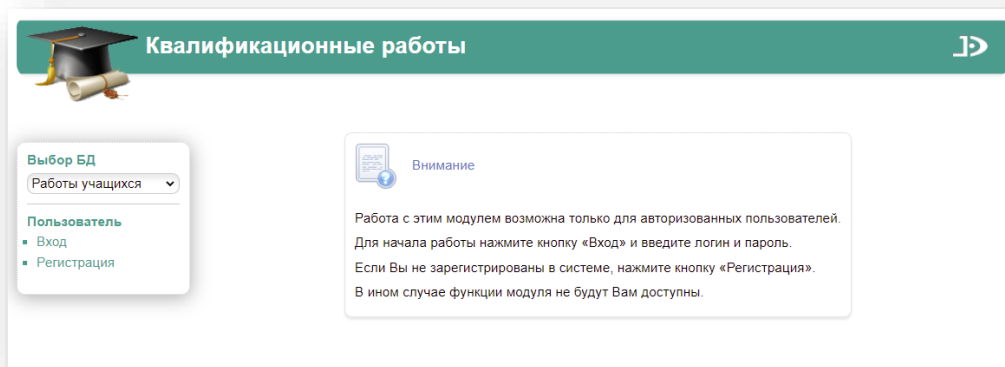 Квалификационные работы
Выбор БД
Работы учащихся
Пользователь
Вход
Регистрация
Внимание
Работа с этим модулем возможна только для авторизованных пользователей.
Для начала работы нажмите кнопку «Вход» и введите логин и пароль.
Если Вы не зарегистрированы в системе, нажмите кнопку «Регистрация».
В ином случае функции модуля не будут Вам доступны.